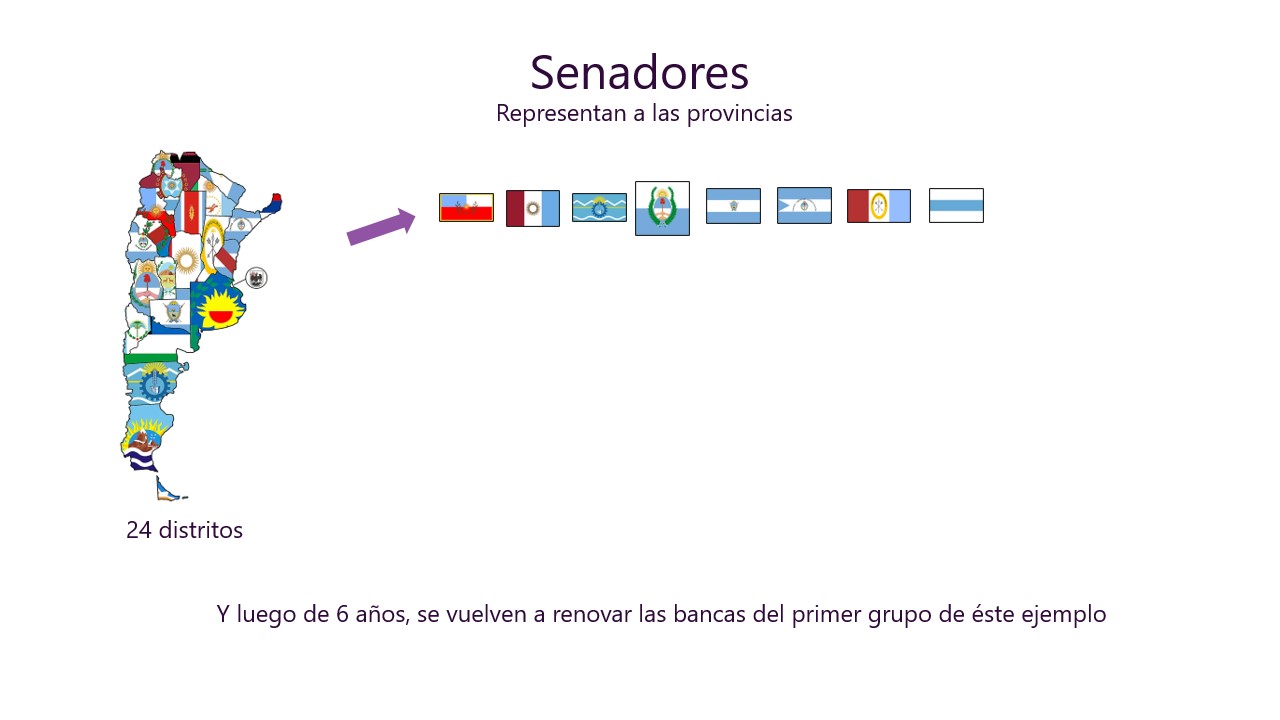 Senadores
Representan a las provincias
24 distritos
Y luego de 6 años, se vuelven a renovar las bancas del primer grupo de éste ejemplo